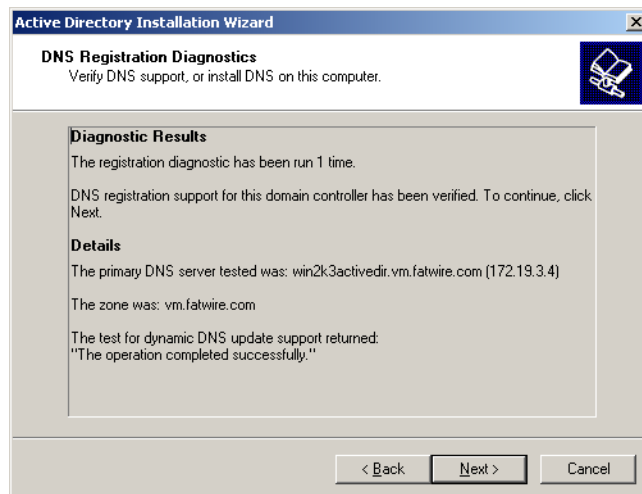 Active Directory Installation Wizard
DNS Registration Diagnostics
Verify DNS support, or install DNS on this computer.
Diagnostic Results
The registration diagnostic has been run 1 time.
DNS registration support for this domain controller has been verified. To continue, click
Next.
Details
The primary DNS server tested was: win2k3activedir.vm.fatwire.com (172.19.3.4)
The zone was: vm.fatwire.com
The test for dynamic DNS update support returned:
"The operation completed successfully."
< Back
Next >
Cancel